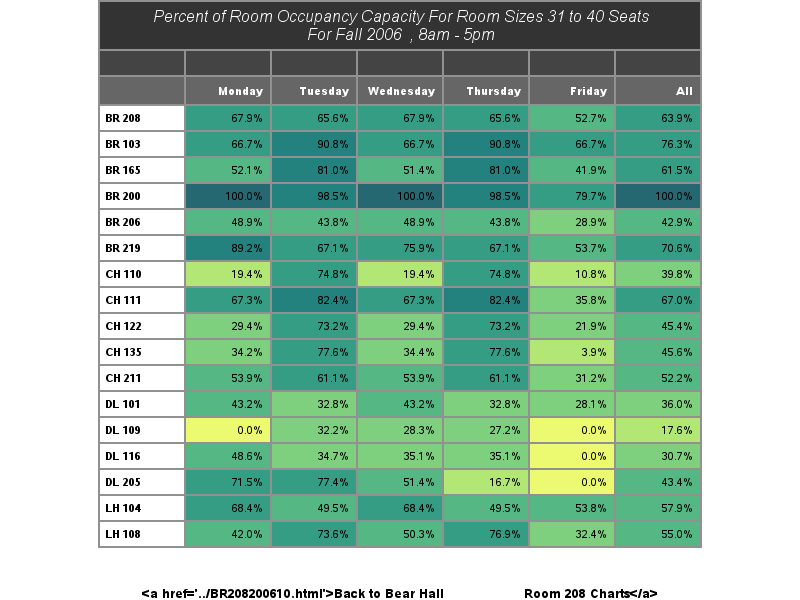 Percent of Room Occupancy Capacity For Room Sizes 31 to 40 Seats
For Fall 2006 , 8am - 5pm
Monday Tuesday Wednesday Thursday Friday All
BR 208 67.9% 65.6% 67.9% 65.6% 52.7% 63.9%
BR 103 66.7% 90.8% 66.7% 90.8% 66.7% 76.3%
BR 165 52.1% 81.0% 51.4% 81.0% 41.9% 61.5%
BR 200 100.0% 98.5% 100.0% 98.5% 79.7% 100.0%
BR 206 48.9% 43.8% 48.9% 43.8% 28.9% 42.9%
BR 219 89.2% 67.1% 75.9% 67.1% 53.7% 70.6%
CH 110 19.4% 74.8% 19.4% 74.8% 10.8% 39.8%
CH 111 67.3% 82.4% 67.3% 82.4% 35.8% 67.0%
CH 122 29.4% 73.2% 29.4% 73.2% 21.9% 45.4%
CH 135 34.2% 77.6% 34.4% 77.6% 3.9% 45.6%
CH 211 53.9% 61.1% 53.9% 61.1% 31.2% 52.2%
DL 101 43.2% 32.8% 43.2% 32.8% 28.1% 36.0%
DL 109 0.0% 32.2% 28.3% 27.2% 0.0% 17.6%
DL 116 48.6% 34.7% 35.1% 35.1% 0.0% 30.7%
DL 205 71.5% 77.4% 51.4% 16.7% 0.0% 43.4%
LH 104 68.4% 49.5% 68.4% 49.5% 53.8% 57.9%
LH 108 42.0% 73.6% 50.3% 76.9% 32.4% 55.0%
<a href='../BR208200610.html'>Back to Bear Hall Room 208 Charts</a>